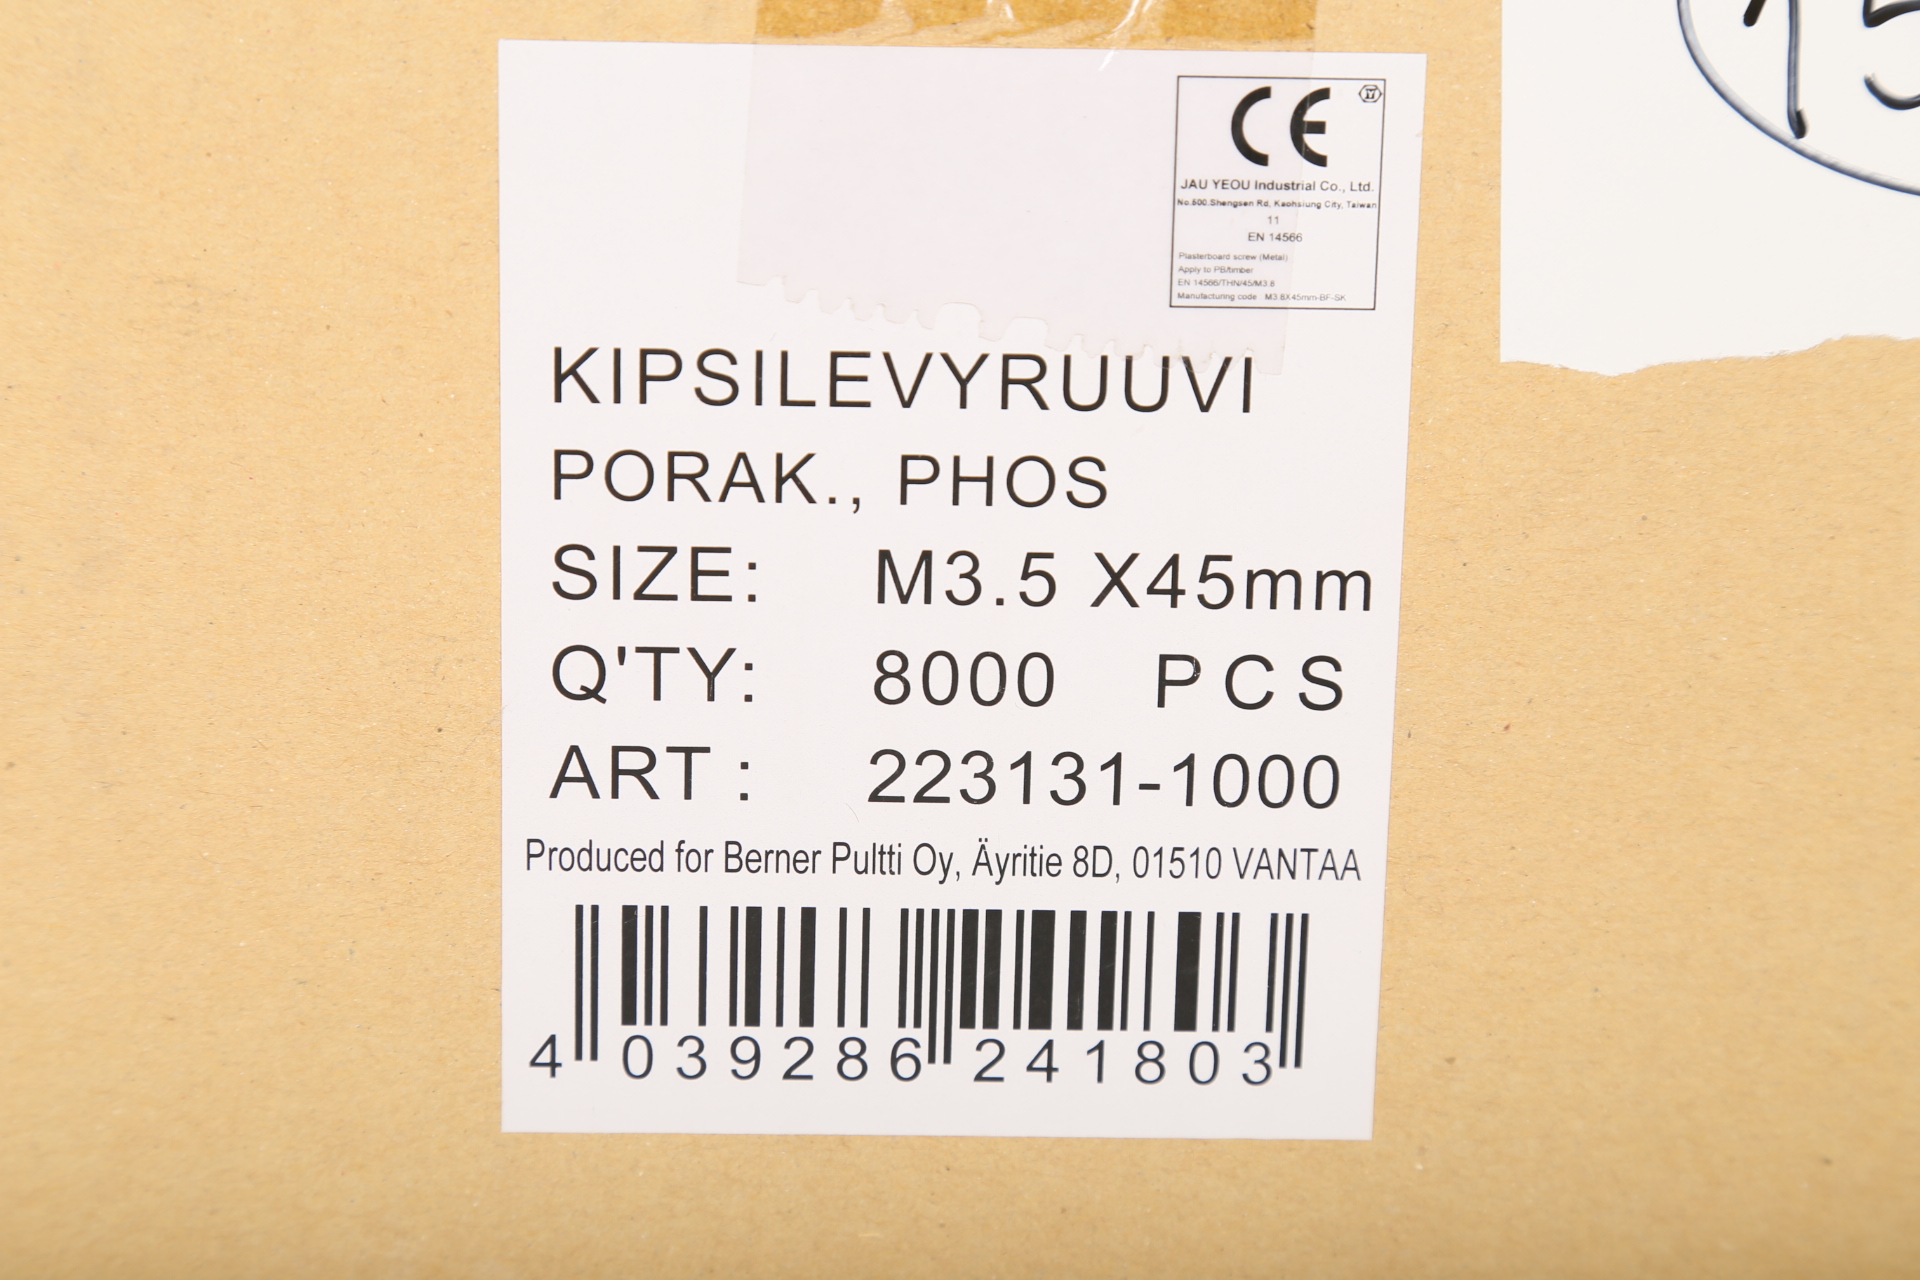 15
CE
JAU YEOU Industrial Co., Ltd.
No.600.Shengsen Rd, Kaohsiung City, Taiwan
11
EN 14566
Plasterboard screw (Metal)
Apply to PB/timber
EN 14566/THN/45/M3.8
Manufacturing code M3.8X45mm-BF-SK
KIPSILEVYRUUVI
PORAK., PHOS
SIZE: M3.5 X45mm
Q'TY: 8000 PCS
ART : 223131-1000
Produced for Berner Pultti Oy, Äyritie 8D, 01510 VANTAA
4 039286 241803